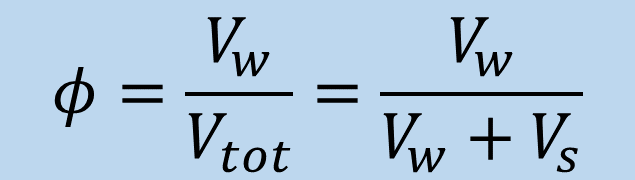 ϕ = V_w / V_tot = V_w / (V_w + V_s)